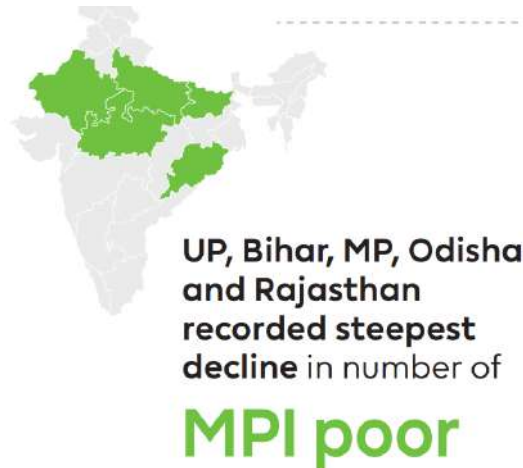 UP, Bihar, MP, Odisha
and Rajasthan
recorded steepest
decline in number of
MPI poor